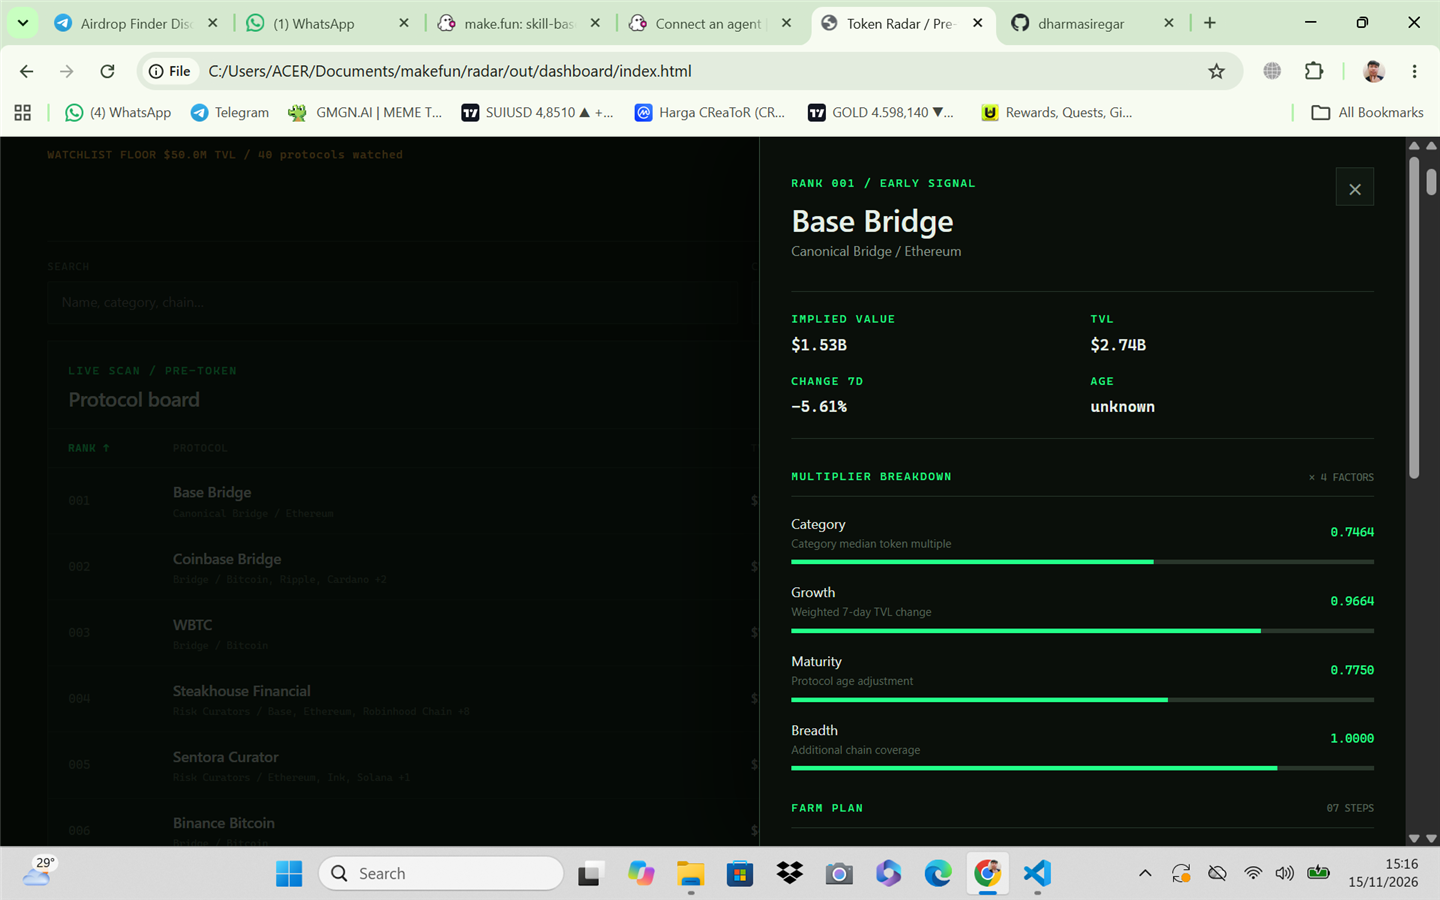 Airdrop Finder Disc
(1) WhatsApp
make.fun: skill-bas
Connect an agent
Token Radar / Pre-
dharmasiregar
File
C:/Users/ACER/Documents/makefun/radar/out/dashboard/index.html
(4) WhatsApp
Telegram
GMGN.AI | MEME T...
SUIUSD 4,8510 ▲ +...
Harga CReaToR (CR...
GOLD 4.598,140 ▼...
Rewards, Quests, Gi...
All Bookmarks
WATCHLIST FLOOR $50.0M TVL / 40 protocols watched
SEARCH
Name, category, chain...
LIVE SCAN / PRE-TOKEN
Protocol board
RANK ↑
PROTOCOL
001
Base Bridge
Canonical Bridge / Ethereum
002
Coinbase Bridge
Bridge / Bitcoin, Ripple, Cardano +2
003
WBTC
Bridge / Bitcoin
004
Steakhouse Financial
Risk Curators / Base, Ethereum, Robinhood Chain +8
005
Sentora Curator
Risk Curators / Ethereum, Ink, Solana +1
006
Binance Bitcoin
Bridge / Bitcoin
RANK 001 / EARLY SIGNAL
×
Base Bridge
Canonical Bridge / Ethereum
IMPLIED VALUE
TVL
$1.53B
$2.74B
CHANGE 7D
AGE
−5.61%
unknown
MULTIPLIER BREAKDOWN
× 4 FACTORS
Category
Category median token multiple
0.7464
Growth
Weighted 7-day TVL change
0.9664
Maturity
Protocol age adjustment
0.7750
Breadth
Additional chain coverage
1.0000
FARM PLAN
07 STEPS
29°
Search
15:16
15/11/2026